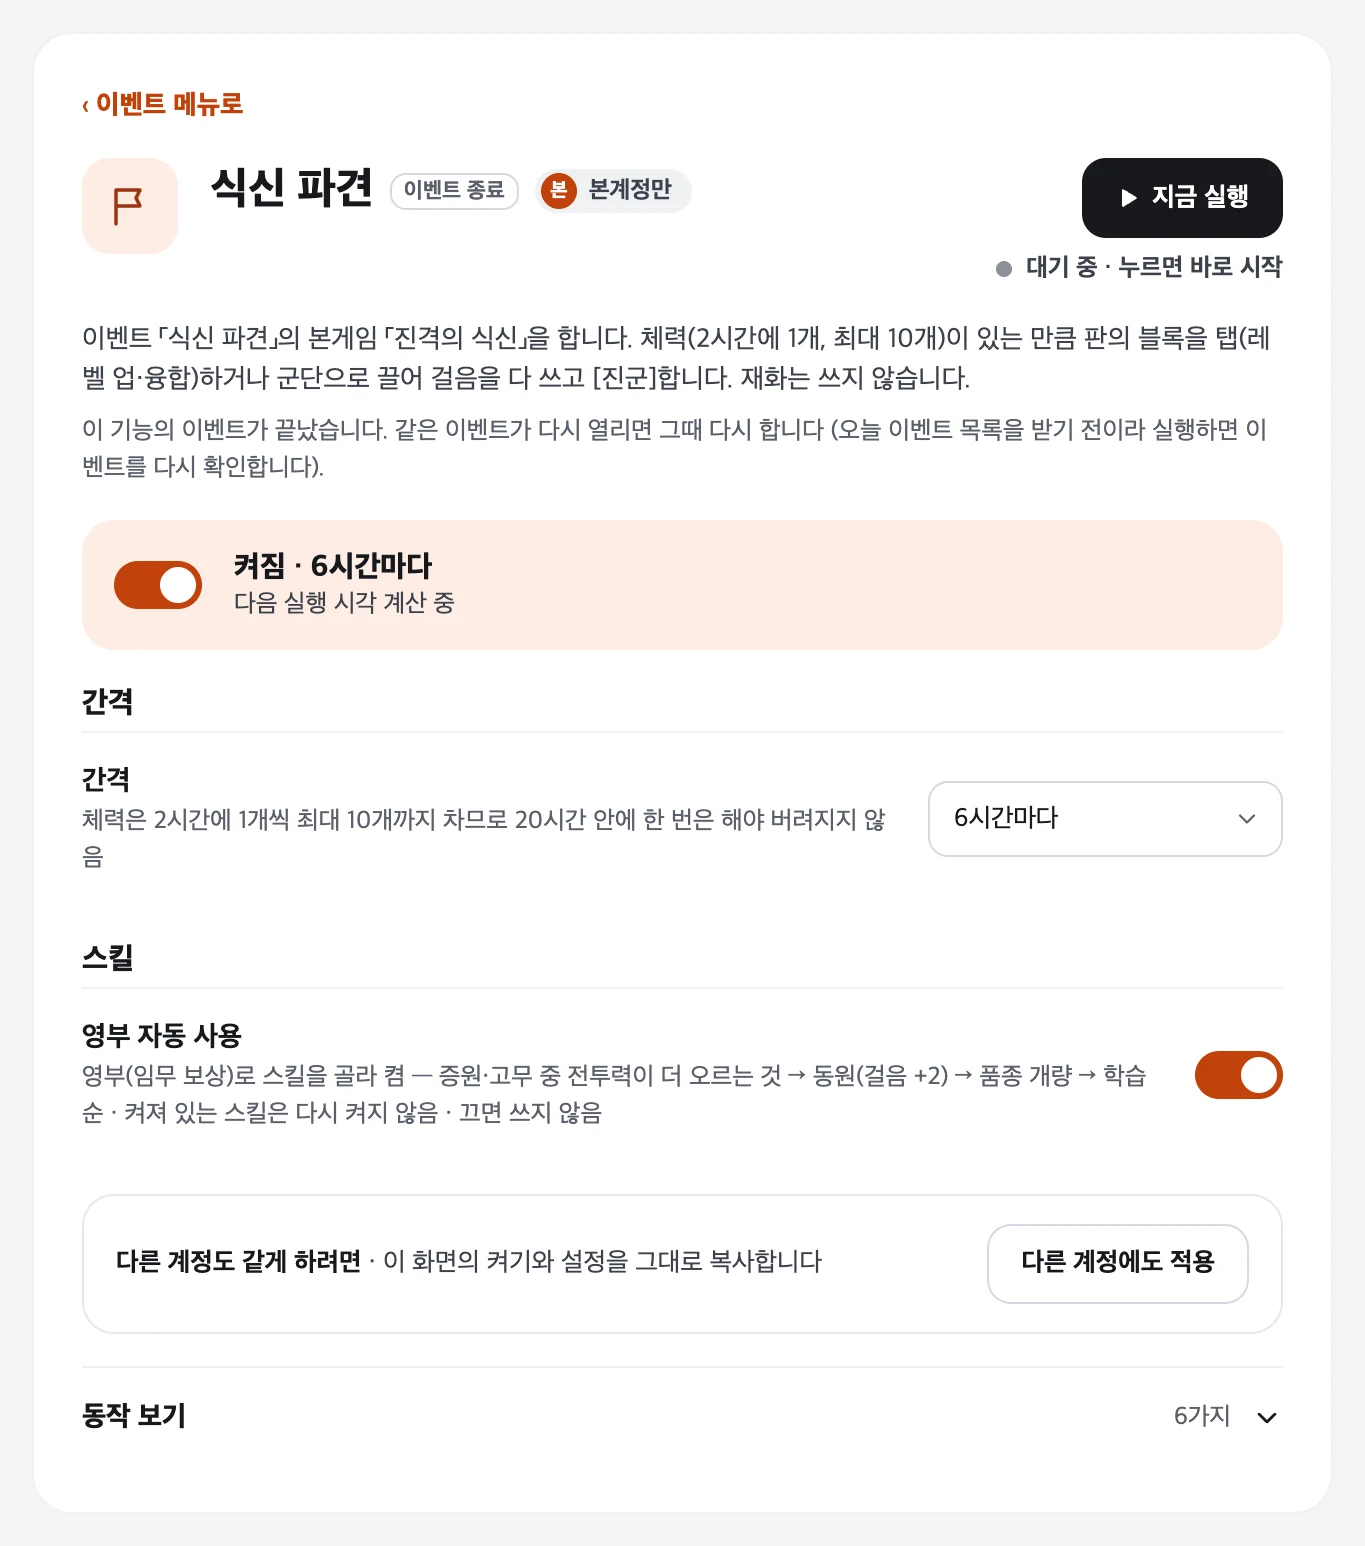 ‹ 이벤트 메뉴로
식신 파견 이벤트 종료 본 본계정만
▶ 지금 실행
● 대기 중 · 누르면 바로 시작
이벤트 「식신 파견」의 본게임 「진격의 식신」을 합니다. 체력(2시간에 1개, 최대 10개)이 있는 만큼 판의 블록을 탭(레
벨 업·융합)하거나 군단으로 끌어 걸음을 다 쓰고 [진군]합니다. 재화는 쓰지 않습니다.
이 기능의 이벤트가 끝났습니다. 같은 이벤트가 다시 열리면 그때 다시 합니다 (오늘 이벤트 목록을 받기 전이라 실행하면 이
벤트를 다시 확인합니다).
켜짐 · 6시간마다
다음 실행 시각 계산 중
간격
간격
체력은 2시간에 1개씩 최대 10개까지 차므로 20시간 안에 한 번은 해야 버려지지 않
음
6시간마다
스킬
영부 자동 사용
영부(임무 보상)로 스킬을 골라 켬 — 증원·고무 중 전투력이 더 오르는 것 → 동원(걸음 +2) → 품종 개량 → 학습
순 · 켜져 있는 스킬은 다시 켜지 않음 · 끄면 쓰지 않음
다른 계정도 같게 하려면 · 이 화면의 켜기와 설정을 그대로 복사합니다
다른 계정에도 적용
동작 보기
6가지